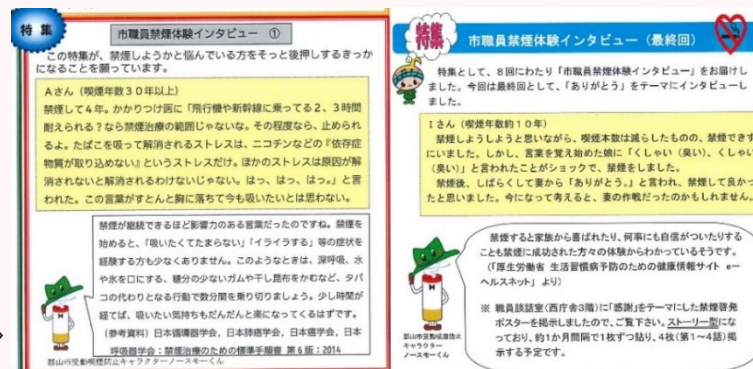 特集
市職員禁煙体験インタビュー ①
この特集が、禁煙しようかと悩んでいる方をそっと後押しするきっか
けになることを願っています。
Aさん（喫煙年数３０年以上）
禁煙して４年。かかりつけ医に「飛行機や新幹線に乗ってる２、３時間
耐えられる？なら禁煙治療の範囲じゃないな。その程度なら、止められ
るよ。たばこを吸って解消されるストレスは、ニコチンなどの『依存症
物質が取り込めない』というストレスだけ。ほかのストレスは原因が解
消されないと解消されるわけないじゃない。はっ、はっ、はっ。」と言
われた。この言葉がすとんと胸に落ちて今も吸いたいとは思わない。
禁煙が継続できるほど影響力のある言葉だったのですね。禁煙を
始めると、「吸いたくてたまらない」「イライラする」等の症状を
経験する方も少なくありません。このようなときは、深呼吸、水
や氷を口にする、糖分の少ないガムや干し昆布をかむなど、タバ
コの代わりとなる行動で数分間を乗り切りましょう。少し時間が
経てば、吸いたい気持ちもだんだんと楽になってくるはずです。
（参考資料）日本循環器学会，日本肺癌学会，日本癌学会，日本
呼吸器学会：禁煙治療のための標準手順書 第６版：2014
郡山市受動喫煙防止キャラクター
ノースモーくん
特集
市職員禁煙体験インタビュー（最終回）
特集として、８回にわたり「市職員禁煙体験インタビュー」をお届けし
ました。今回は最終回として、「ありがとう」をテーマにインタビューし
ました。
Iさん（喫煙年数約１０年）
禁煙しようしようと思いながら、喫煙本数は減らしたものの、禁煙できず
にいました。しかし、言葉を覚え始めた娘に「くしゃい（臭い）、くしゃい
（臭い）」と言われたことがショックで、禁煙をしました。
禁煙後、しばらくして妻から「ありがとう。」と言われ、禁煙して良かっ
たと思いました。今になって考えると、妻の作戦だったのかもしれません。
禁煙すると家族から喜ばれたり、何事にも自信がついたりする
ことも禁煙に成功された方々の体験からわかっているそうです。
（「厚生労働省 生活習慣病予防のための健康情報サイト e－
ヘルスネット」より）
※ 職員談話室（西庁舎3階）に「感謝」をテーマにした禁煙啓発
ポスターを掲示しましたので、ご覧下さい。ストーリー型にな
っており、約1か月間隔で１枚ずつ貼り、4枚（第１～４話）掲
示する予定です。
郡山市受動喫煙防止
キャラクター
ノースモーくん